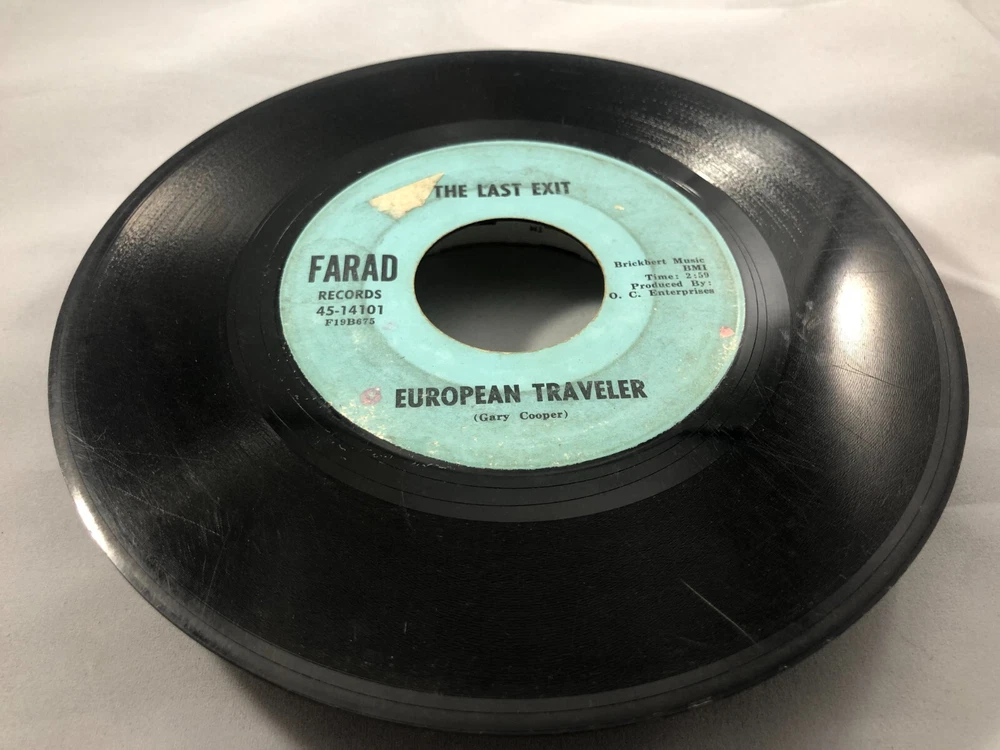 THE LAST EXIT
FARAD
RECORDS
45-14101
F19B675
Brickhert Music
BMI
Time: 2:59
Produced By:
O. C. Enterprises
EUROPEAN TRAVELER
(Gary Cooper)